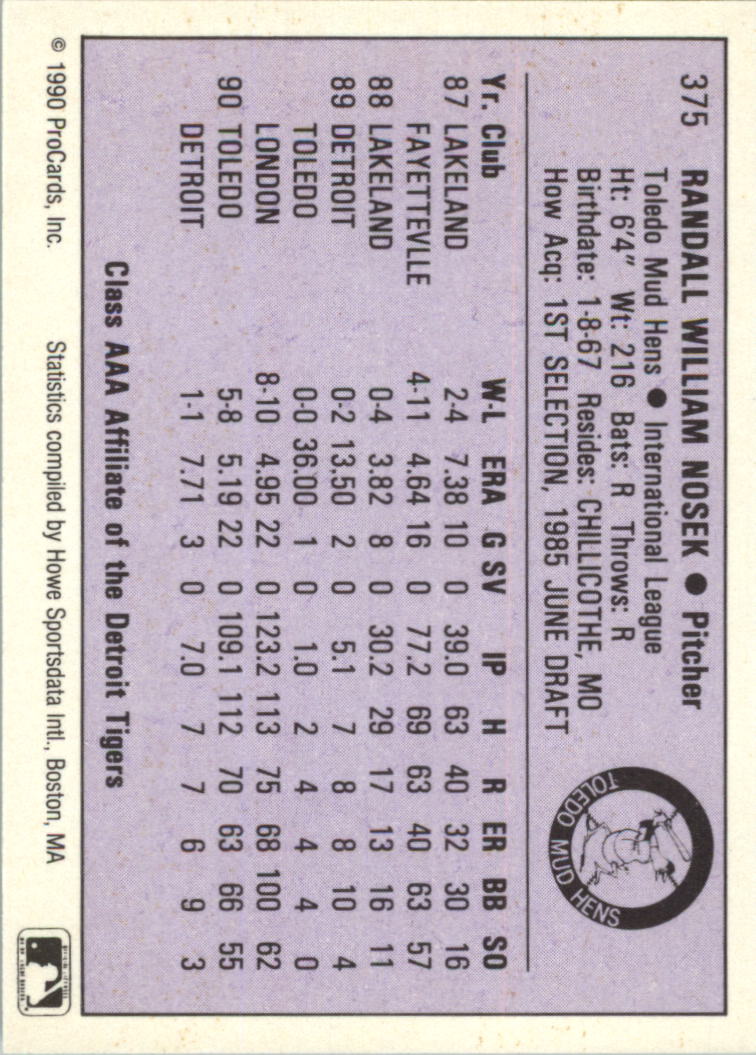 375 RANDALL WILLIAM NOSEK ● Pitcher
Toledo Mud Hens ● International League
Ht: 6'4" Wt: 216 Bats: R Throws: R
Birthdate: 1-8-67 Resides: CHILLICOTHE, MO
How Acq: 1ST SELECTION, 1985 JUNE DRAFT
TOLEDO MUD HENS
Yr. Club W-L ERA G SV IP H R ER BB SO
87 LAKELAND 2-4 7.38 10 0 39.0 63 40 32 30 16
FAYETTEVLLE 4-11 4.64 16 0 77.2 69 63 40 63 57
88 LAKELAND 0-4 3.82 8 0 30.2 29 17 13 16 11
89 DETROIT 0-2 13.50 2 0 5.1 7 8 8 10 4
TOLEDO 0-0 36.00 1 0 1.0 2 4 4 4 0
LONDON 8-10 4.95 22 0 123.2 113 75 68 100 62
90 TOLEDO 5-8 5.19 22 0 109.1 112 70 63 66 55
DETROIT 1-1 7.71 3 0 7.0 7 7 6 9 3
Class AAA Affiliate of the Detroit Tigers
© 1990 ProCards, Inc. Statistics compiled by Howe Sportsdata Intl., Boston, MA